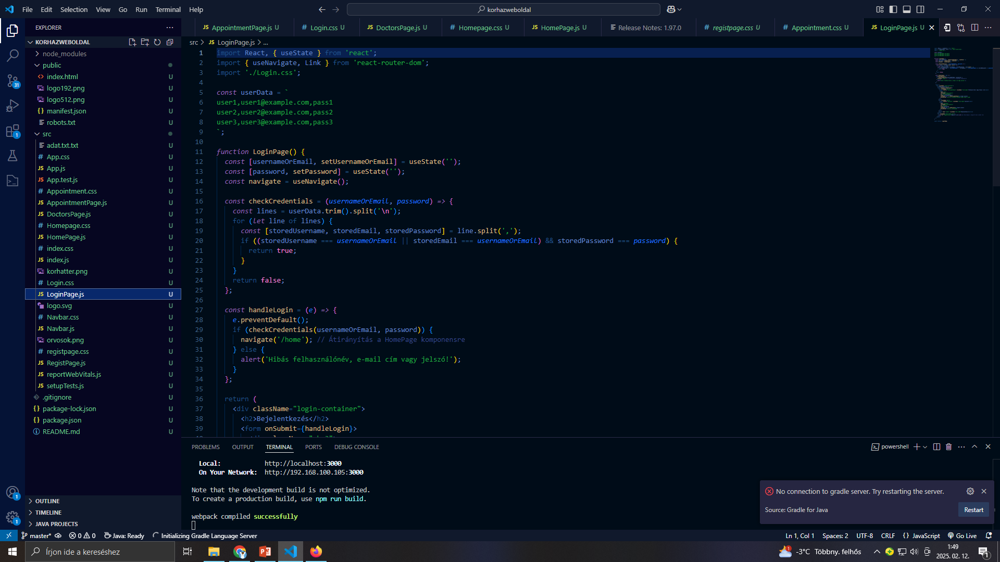 File Edit Selection View Go Run Terminal Help
korhazweboldal
EXPLORER
AppointmentPage.js U
Login.css U
DoctorsPage.js U
Homepage.css U
HomePage.js U
Release Notes: 1.97.0
registpage.css U
Appointment.css U
LoginPage.js U
KORHAZWEBOLDAL
node_modules
public
index.html U
logo192.png U
logo512.png U
manifest.json U
robots.txt U
src
adat.txt.txt U
App.css U
App.js U
App.test.js U
Appointment.css U
AppointmentPage.js U
DoctorsPage.js U
Homepage.css U
HomePage.js U
index.css U
index.js U
korhatter.png U
Login.css U
LoginPage.js U
logo.svg U
Navbar.css U
Navbar.js U
orvosok.png U
registpage.css U
RegistPage.js U
reportWebVitals.js U
setupTests.js U
.gitignore U
package-lock.json U
package.json U
README.md U
OUTLINE
TIMELINE
JAVA PROJECTS
31
1
1
1
src > JS LoginPage.js > ...
1 import React, { useState } from 'react';
2 import { useNavigate, Link } from 'react-router-dom';
3 import './Login.css';
4
5 const userData = `
6 user1,user1@example.com,pass1
7 user2,user2@example.com,pass2
8 user3,user3@example.com,pass3
9 `;
10
11 function LoginPage() {
12 const [usernameOrEmail, setUsernameOrEmail] = useState('');
13 const [password, setPassword] = useState('');
14 const navigate = useNavigate();
15
16 const checkCredentials = (usernameOrEmail, password) => {
17 const lines = userData.trim().split('\n');
18 for (let line of lines) {
19 const [storedUsername, storedEmail, storedPassword] = line.split(',');
20 if ((storedUsername === usernameOrEmail || storedEmail === usernameOrEmail) && storedPassword === password) {
21 return true;
22 }
23 }
24 return false;
25 };
26
27 const handleLogin = (e) => {
28 e.preventDefault();
29 if (checkCredentials(usernameOrEmail, password)) {
30 navigate('/home'); // Átirányítás a HomePage komponensre
31 } else {
32 alert('Hibás felhasználónév, e-mail cím vagy jelszó!');
33 }
34 };
35
36 return (
37 <div className="login-container">
38 <h2>Bejelentkezés</h2>
39 <form onSubmit={handleLogin}>
PROBLEMS OUTPUT TERMINAL PORTS DEBUG CONSOLE
powershell
Local: http://localhost:3000
On Your Network: http://192.168.100.105:3000
Note that the development build is not optimized.
To create a production build, use npm run build.
webpack compiled successfully
No connection to gradle server. Try restarting the server.
Source: Gradle for Java
Restart
master* 0 0 Java: Ready Initializing Gradle Language Server
Ln 1, Col 1 Spaces: 2 UTF-8 CRLF {} JavaScript Go Live
Írjon ide a kereséshez
1 -3°C Többny. felhős
1:49
2025. 02. 12.
1